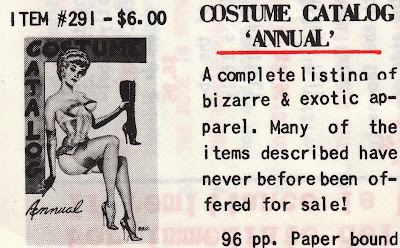 ITEM #291 - $6.00
COSTUME
CATALOG
Annual
COSTUME CATALOG
'ANNUAL'
A complete listing of
bizarre & exotic ap-
parel. Many of the
items described have
never before been of-
fered for sale!
96 pp. Paper bound